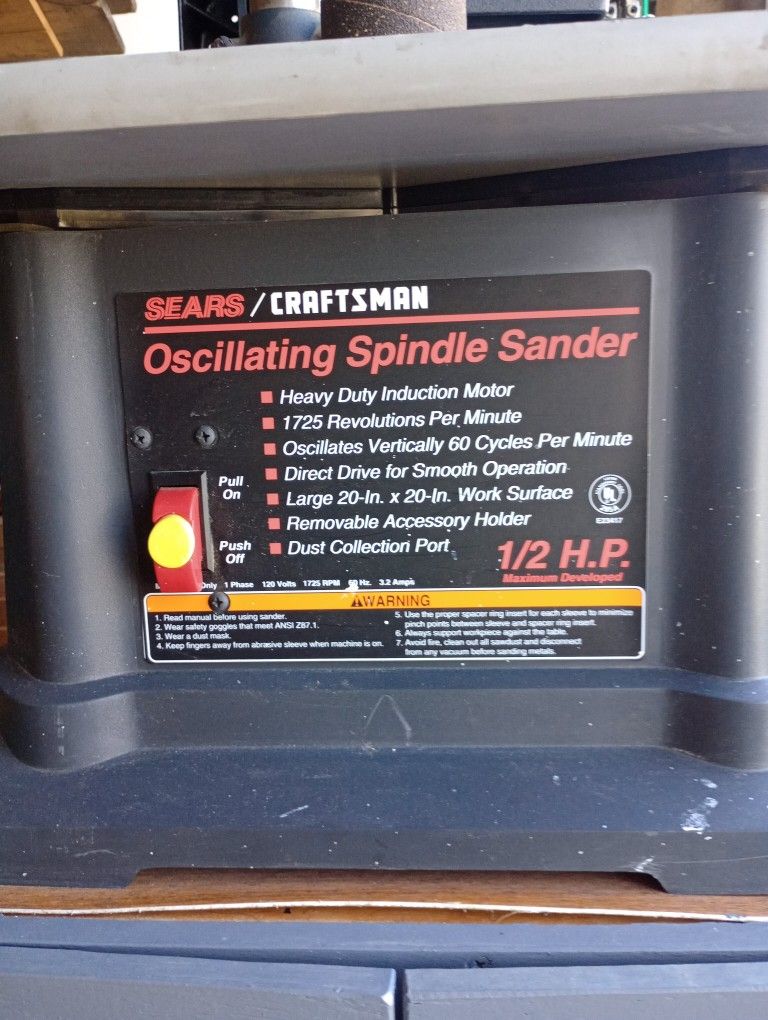 SEARS / CRAFTSMAN
Oscillating Spindle Sander
Heavy Duty Induction Motor
1725 Revolutions Per Minute
Oscillates Vertically 60 Cycles Per Minute
Direct Drive for Smooth Operation
Large 20-In. x 20-In. Work Surface
Removable Accessory Holder
Dust Collection Port
Pull
On
Push
Off
UL
E23417
1/2 H.P.
Maximum Developed
Only 1 Phase 120 Volts 1725 RPM 60 Hz. 3.2 Amps
WARNING
1. Read manual before using sander.
2. Wear safety goggles that meet ANSI Z87.1.
3. Wear a dust mask.
4. Keep fingers away from abrasive sleeve when machine is on.
5. Use the proper spacer ring insert for each sleeve to minimize
pinch points between sleeve and spacer ring insert.
6. Always support workpiece against the table.
7. Avoid fire, clean out all sawdust and disconnect
from any vacuum before sanding metals.